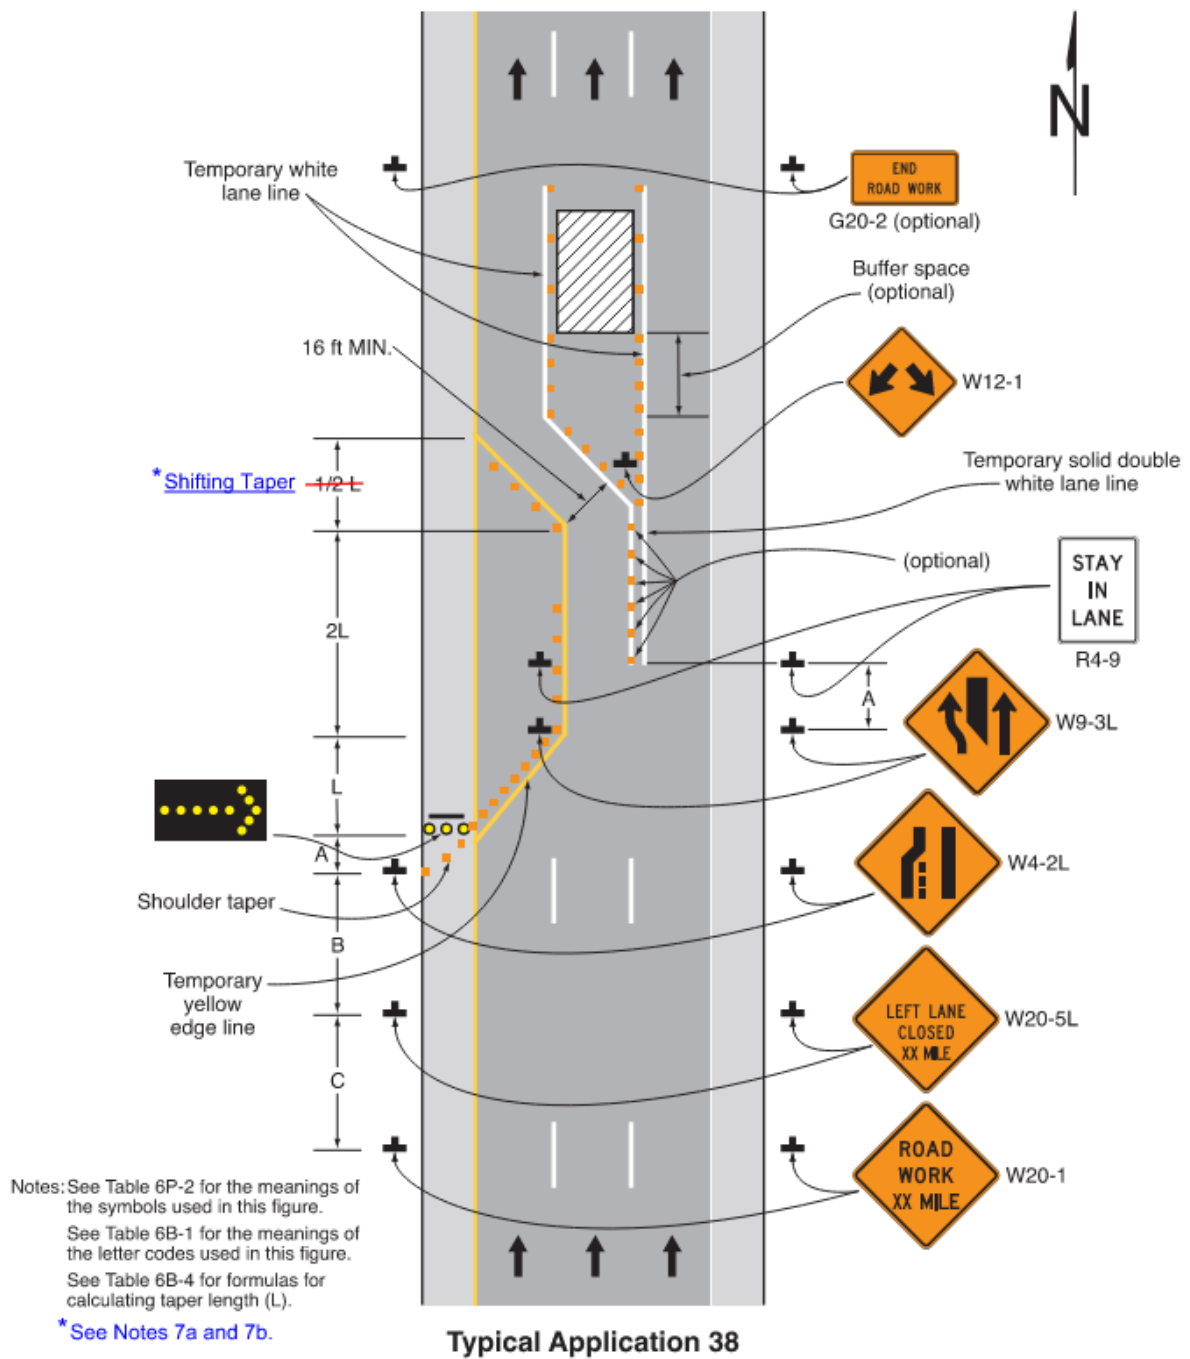 N
Temporary white
lane line
END
ROAD WORK
G20-2 (optional)
Buffer space
(optional)
16 ft MIN.
W12-1
* Shifting Taper 1/2 L
Temporary solid double
white lane line
(optional)
STAY
IN
LANE
R4-9
2L
A
W9-3L
L
A
W4-2L
Shoulder taper
B
Temporary
yellow
edge line
LEFT LANE
CLOSED
XX MILE
W20-5L
C
ROAD
WORK
XX MILE
W20-1
Notes: See Table 6P-2 for the meanings of
the symbols used in this figure.
See Table 6B-1 for the meanings of
the letter codes used in this figure.
See Table 6B-4 for formulas for
calculating taper length (L).
* See Notes 7a and 7b.
Typical Application 38